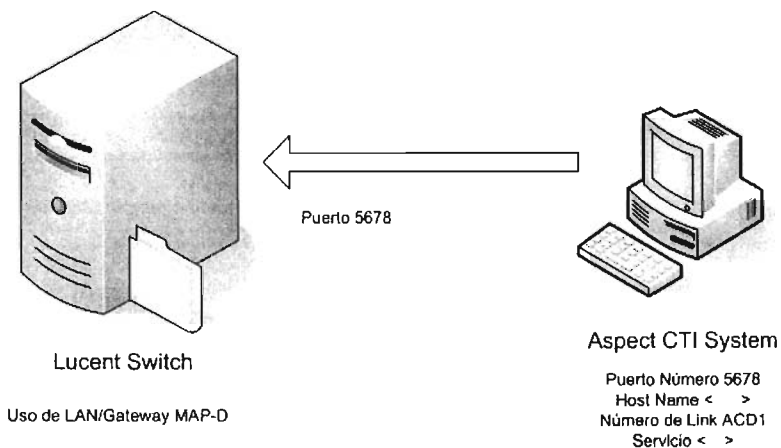 Puerto 5678
Lucent Switch
Uso de LAN/Gateway MAP-D
Aspect CTI System
Puerto Número 5678
Host Name < >
Número de Link ACD1
Servicio < >